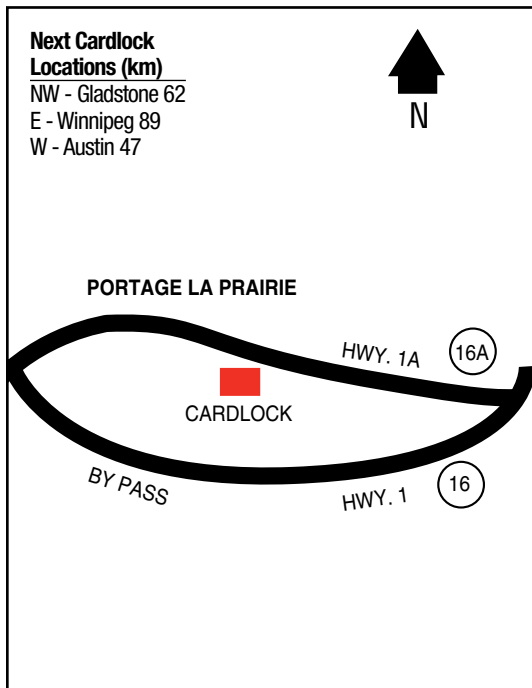 Next Cardlock
Locations (km)
NW - Gladstone 62
E - Winnipeg 89
W - Austin 47
N
PORTAGE LA PRAIRIE
HWY. 1A
16A
CARDLOCK
BY PASS
HWY. 1
16